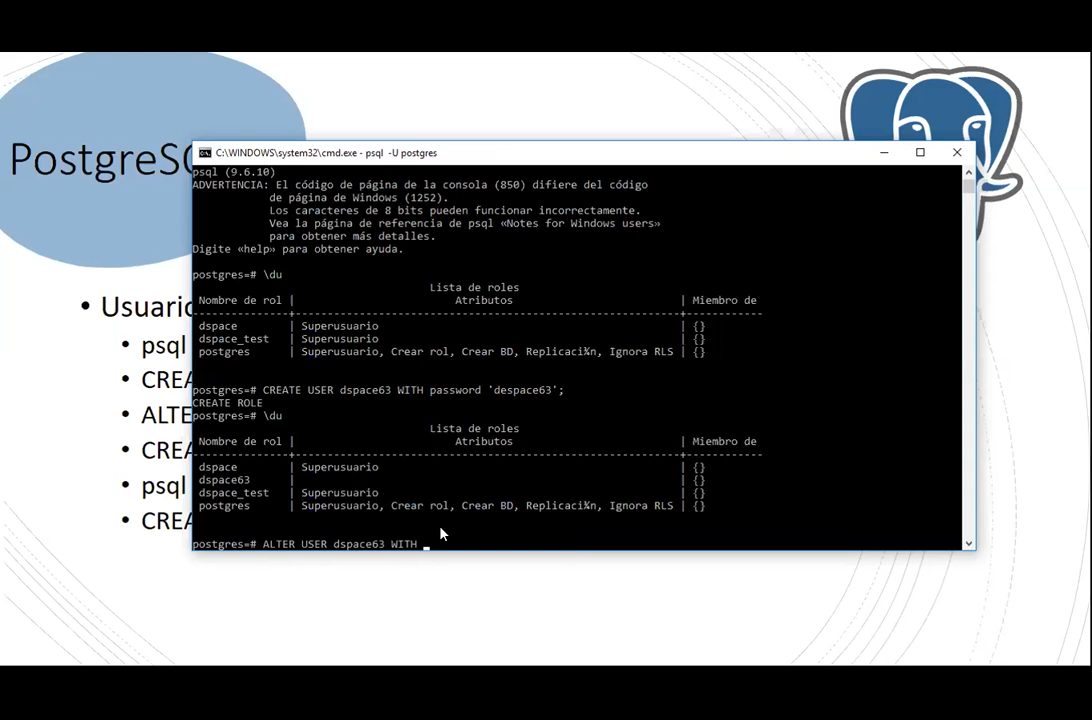 PostgreS
C:\WINDOWS\system32\cmd.exe - psql -U postgres
psql (9.6.10)
ADVERTENCIA: El código de página de la consola (850) difiere del código
de página de Windows (1252).
Los caracteres de 8 bits pueden funcionar incorrectamente.
Vea la página de referencia de psql «Notes for Windows users»
para obtener más detalles.
Digite «help» para obtener ayuda.
postgres=# \du
Lista de roles
Nombre de rol | Atributos | Miembro de
---------------+------------------------------------------------------------+------------
dspace | Superusuario | {}
dspace_test | Superusuario | {}
postgres | Superusuario, Crear rol, Crear BD, Replicaci¾n, Ignora RLS | {}
postgres=# CREATE USER dspace63 WITH password 'despace63';
CREATE ROLE
postgres=# \du
Lista de roles
Nombre de rol | Atributos | Miembro de
---------------+------------------------------------------------------------+------------
dspace | Superusuario | {}
dspace63 | | {}
dspace_test | Superusuario | {}
postgres | Superusuario, Crear rol, Crear BD, Replicaci¾n, Ignora RLS | {}
postgres=# ALTER USER dspace63 WITH _
• Usuari
• psql
• CREA
• ALTE
• CREA
• psql
• CREA